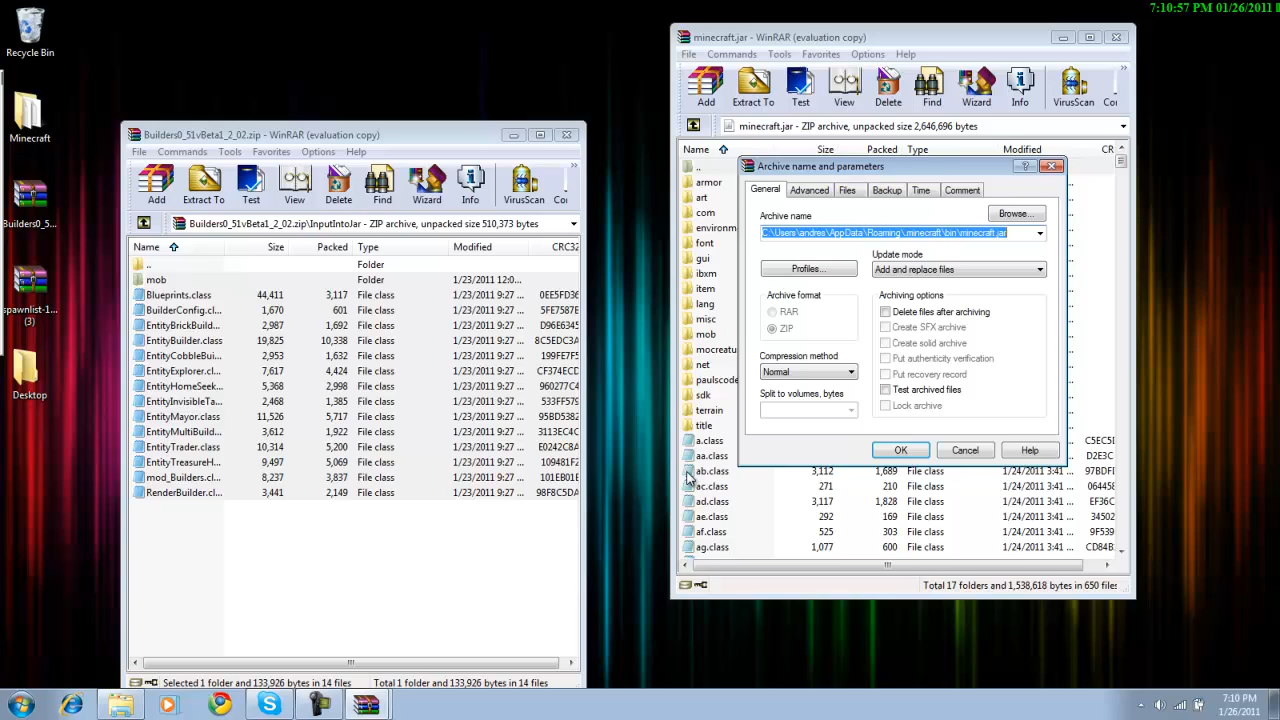 7:10:57 PM 01/26/2011
Recycle Bin
Minecraft
Builders0_5...
spawnlist-1...
(3)
Desktop
Builders0_51vBeta1_2_02.zip - WinRAR (evaluation copy)
File Commands Tools Favorites Options Help
Add Extract To Test View Delete Find Wizard Info VirusScan
Builders0_51vBeta1_2_02.zip\InputIntoJar - ZIP archive, unpacked size 510,373 bytes
Name Size Packed Type Modified CRC32
.. Folder
mob Folder 1/23/2011 12:0...
Blueprints.class 44,411 3,117 File class 1/23/2011 9:27 ... 0EE5FD36
BuilderConfig.cl... 1,670 601 File class 1/23/2011 9:27 ... 5FE7587E
EntityBrickBuild... 2,987 1,692 File class 1/23/2011 9:27 ... D96E6345
EntityBuilder.class 19,825 10,338 File class 1/23/2011 9:27 ... 8C5EDC3A
EntityCobbleBui... 2,953 1,632 File class 1/23/2011 9:27 ... 199FE7F5
EntityExplorer.cl... 7,617 4,424 File class 1/23/2011 9:27 ... CF374ECD
EntityHomeSeek... 5,368 2,998 File class 1/23/2011 9:27 ... 960277C4
EntityInvisibleTa... 2,468 1,385 File class 1/23/2011 9:27 ...
EntityMayor.class 11,526 5,717 File class 1/23/2011 9:27 ... 95BD5382
EntityMultiBuild... 3,612 1,922 File class 1/23/2011 9:27 ...
EntityTrader.class 10,314 5,200 File class 1/23/2011 9:27 ... E0242C8A
EntityTreasureH... 9,497 5,069 File class 1/23/2011 9:27 ... 109481F2
mod_Builders.cl... 8,237 3,837 File class 1/23/2011 9:27 ... 101EB01E
RenderBuilder.cl... 3,441 2,149 File class 1/23/2011 9:27 ... 98F8C5DA
Selected 1 folder and 133,926 bytes in 14 files Total 1 folder and 133,926 bytes in 14 files
minecraft.jar - WinRAR (evaluation copy)
File Commands Tools Favorites Options Help
Add Extract To Test View Delete Find Wizard Info VirusScan
minecraft.jar - ZIP archive, unpacked size 2,646,696 bytes
Name Size Packed Type Modified CR
..
armor
art
com
environm
font
gui
ibxm
item
lang
misc
mob
mocreatu
net
paulscode
sdk
terrain
title
a.class C5EC5D
aa.class D2E3C
ab.class 3,112 1,689 File class 1/24/2011 3:41 ... 97BDFD
ac.class 271 210 File class 1/24/2011 3:41 ... 064458
ad.class 3,117 1,828 File class 1/24/2011 3:41 ... EF36C
ae.class 292 169 File class 1/24/2011 3:41 ... 34502
af.class 525 303 File class 1/24/2011 3:41 ... 9F539
ag.class 1,077 600 File class 1/24/2011 3:41 ... CD84B
Total 17 folders and 1,538,618 bytes in 650 files
Archive name and parameters
General Advanced Files Backup Time Comment
Archive name
Browse...
C:\Users\andres\AppData\Roaming\.minecraft\bin\minecraft.jar
Profiles...
Update mode
Add and replace files
Archive format
RAR
ZIP
Compression method
Normal
Split to volumes, bytes
Archiving options
Delete files after archiving
Create SFX archive
Create solid archive
Put authenticity verification
Put recovery record
Test archived files
Lock archive
OK Cancel Help
7:10 PM
1/26/2011